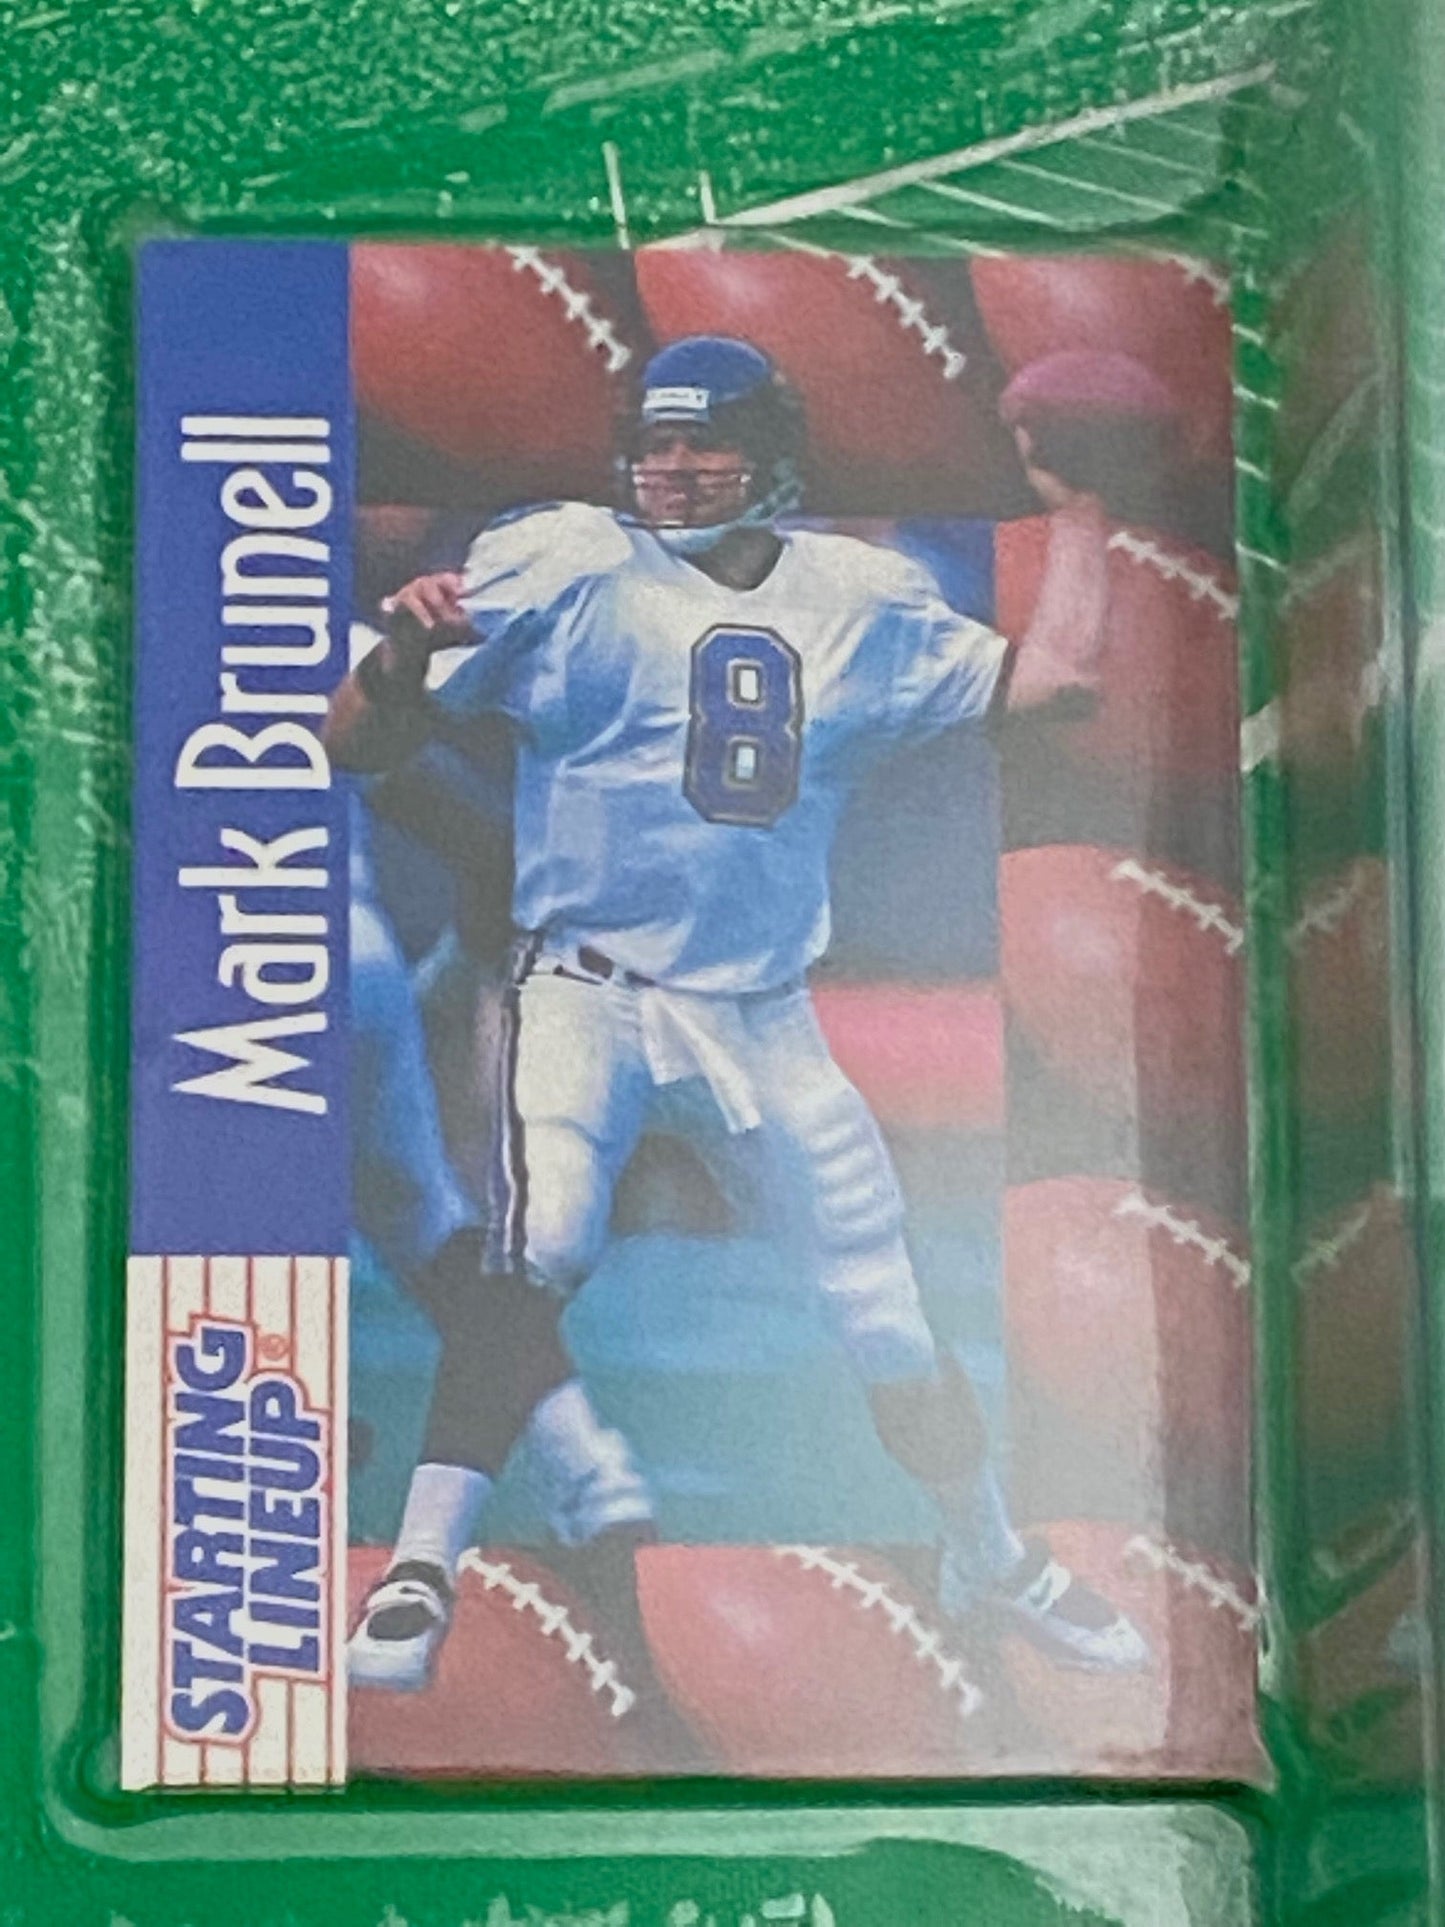 Mark Brunell
STARTING
LINEUP®
8